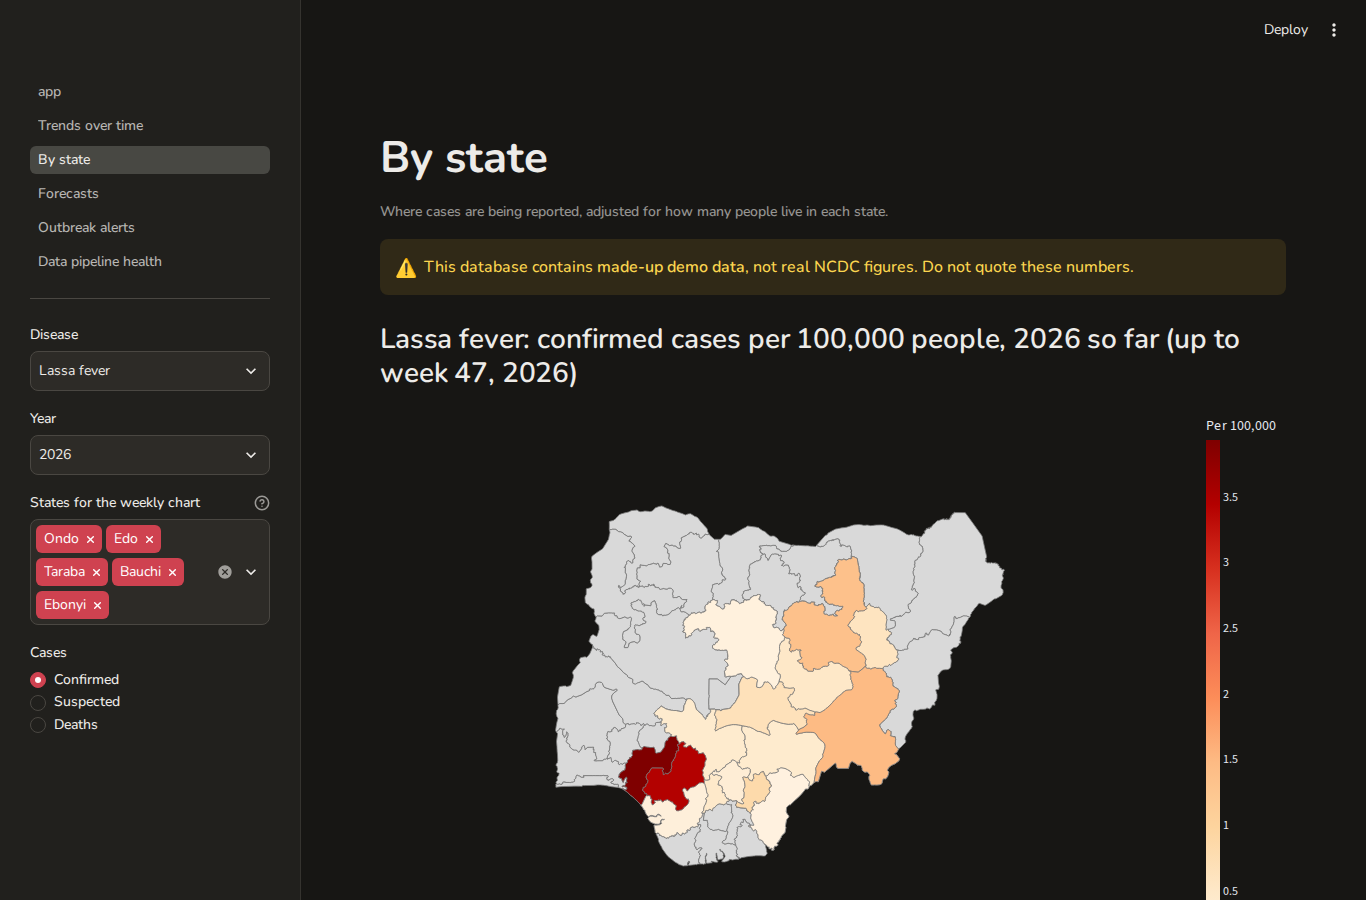 Deploy
app
Trends over time
By state
Forecasts
Outbreak alerts
Data pipeline health
Disease
Lassa fever
Year
2026
States for the weekly chart
Ondo
Edo
Taraba
Bauchi
Ebonyi
Cases
Confirmed
Suspected
Deaths
By state
Where cases are being reported, adjusted for how many people live in each state.
This database contains made-up demo data, not real NCDC figures. Do not quote these numbers.
Lassa fever: confirmed cases per 100,000 people, 2026 so far (up to
week 47, 2026)
Per 100,000
3.5
3
2.5
2
1.5
1
0.5